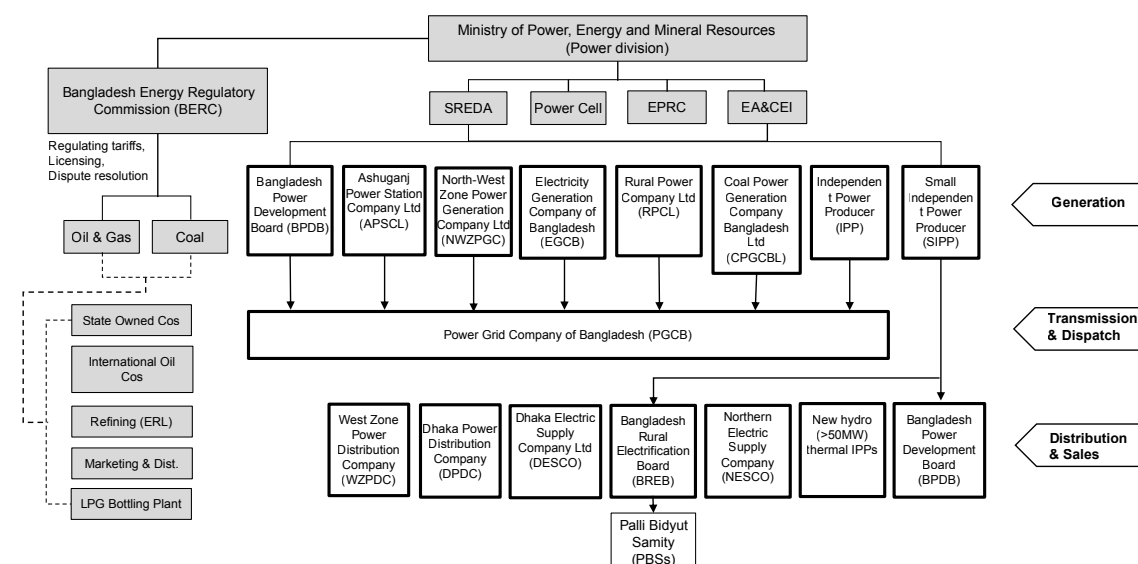 Ministry of Power, Energy and Mineral Resources
(Power division)
Bangladesh Energy Regulatory
Commission (BERC)
SREDA
Power Cell
EPRC
EA&CEI
Regulating tariffs,
Licensing,
Dispute resolution
Oil & Gas
Coal
Bangladesh
Power
Development
Board (BPDB)
Ashuganj
Power Station
Company Ltd
(APSCL)
North-West
Zone Power
Generation
Company Ltd
(NWZPGC)
Electricity
Generation
Company of
Bangladesh
(EGCB)
Rural Power
Company Ltd
(RPCL)
Coal Power
Generation
Company
Bangladesh
Ltd
(CPGCBL)
Independen
t Power
Producer
(IPP)
Small
Independen
t Power
Producer
(SIPP)
Generation
State Owned Cos
International Oil
Cos
Refining (ERL)
Marketing & Dist.
LPG Bottling Plant
Power Grid Company of Bangladesh (PGCB)
Transmission
& Dispatch
West Zone
Power
Distribution
Company
(WZPDC)
Dhaka Power
Distribution
Company
(DPDC)
Dhaka Electric
Supply
Company Ltd
(DESCO)
Bangladesh
Rural
Electrification
Board
(BREB)
Northern
Electric
Supply
Company
(NESCO)
New hydro
(>50MW)
thermal IPPs
Bangladesh
Power
Development
Board
(BPDB)
Distribution
& Sales
Palli Bidyut
Samity
(PBSs)